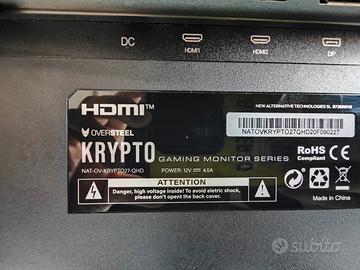 DC HDMI1 HDMI2 DP
HDMI™
NEW ALTERNATIVE TECHNOLOGIES SL
OVERSTEEL
KRYPTO GAMING MONITOR SERIES
NATOVKRYPTO27QHD20F090227
NAT-OV-KRYPTO27-QHD
POWER: 12V 4.5A
RoHS
Compliant
CE
ATTENTION
Danger, high voltage inside! To avoid eletric shock,
please don't opent the back cover.
Made in China
subito